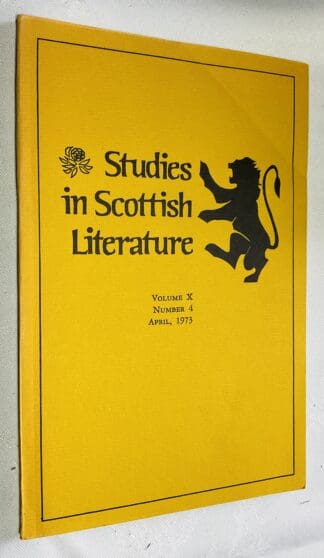 Studies
in Scottish
Literature
Volume X
Number 4
April, 1973